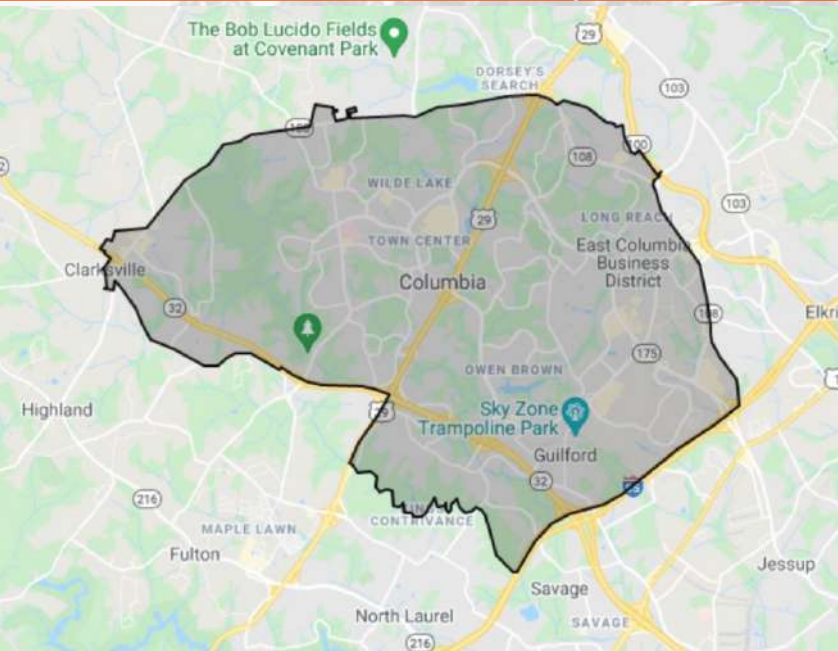 The Bob Lucido Fields
at Covenant Park
29
DORSEY'S
SEARCH
103
108
100
WILDE LAKE
103
LONG REACH
29
TOWN CENTER
East Columbia
Business
District
Clarksville
Columbia
32
108
Elkri
175
OWEN BROWN
Highland
29
Sky Zone
Trampoline Park
Guilford
32
216
CONTRIVANCE
MAPLE LAWN
Fulton
Jessup
Savage
North Laurel
SAVAGE
216